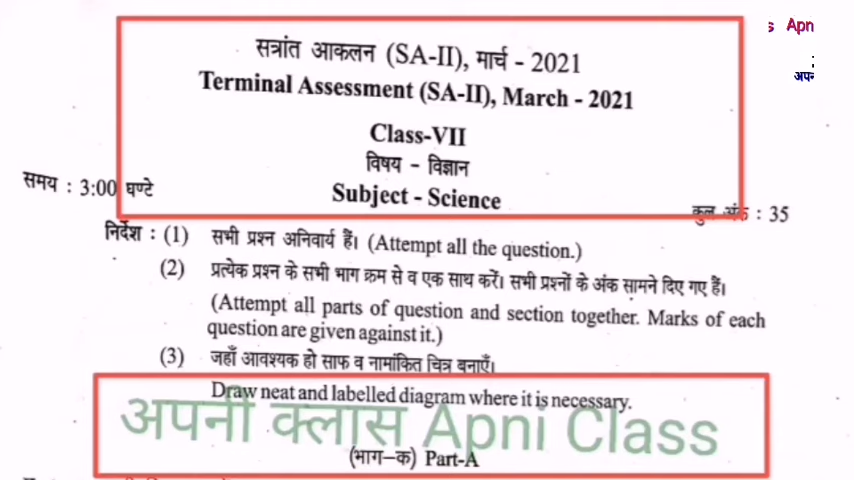 स Apn
अप
सत्रांत आकलन (SA-II), मार्च - 2021
Terminal Assessment (SA-II), March - 2021
Class-VII
विषय - विज्ञान
Subject - Science
समय : 3:00 घण्टे
कुल अंक : 35
निर्देश : (1) सभी प्रश्न अनिवार्य हैं। (Attempt all the question.)
(2) प्रत्येक प्रश्न के सभी भाग क्रम से व एक साथ करें। सभी प्रश्नों के अंक सामने दिए गए हैं।
(Attempt all parts of question and section together. Marks of each
question are given against it.)
(3) जहाँ आवश्यक हो साफ व नामांकित चित्र बनाएँ।
Draw neat and labelled diagram where it is necessary.
अपनी क्लास Apni Class
(भाग–क) Part-A